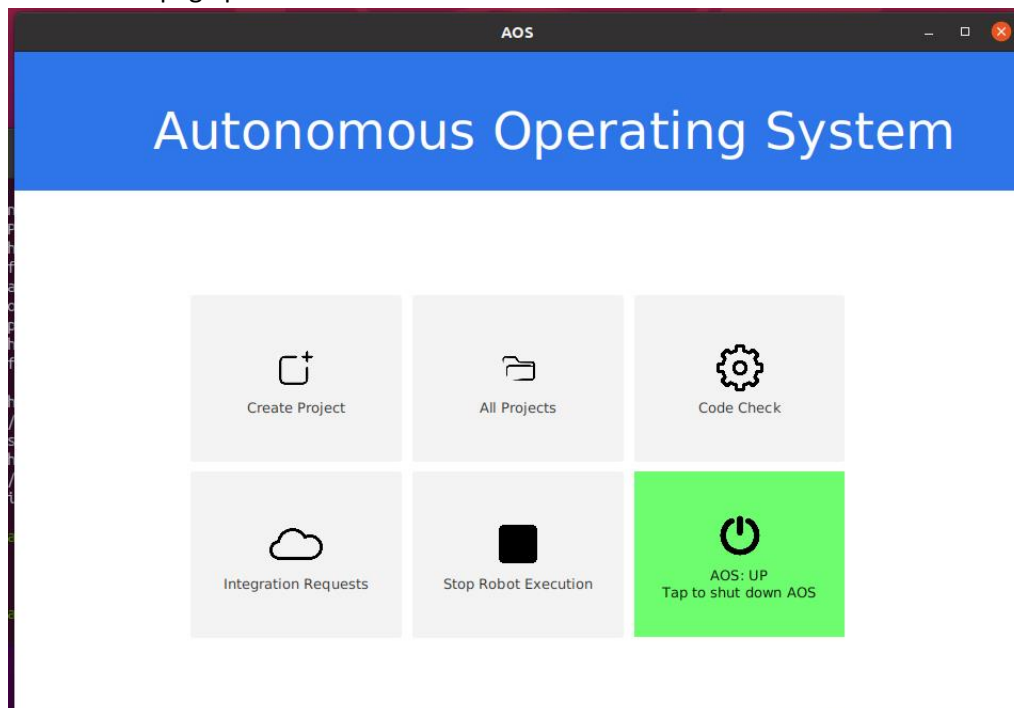 AOS
Autonomous Operating System
Create Project
All Projects
Code Check
Integration Requests
Stop Robot Execution
AOS: UP
Tap to shut down AOS